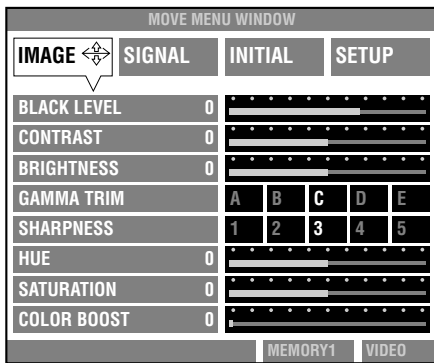 MOVE MENU WINDOW
IMAGE SIGNAL INITIAL SETUP
BLACK LEVEL 0
CONTRAST 0
BRIGHTNESS 0
GAMMA TRIM A B C D E
SHARPNESS 1 2 3 4 5
HUE 0
SATURATION 0
COLOR BOOST 0
MEMORY1 VIDEO